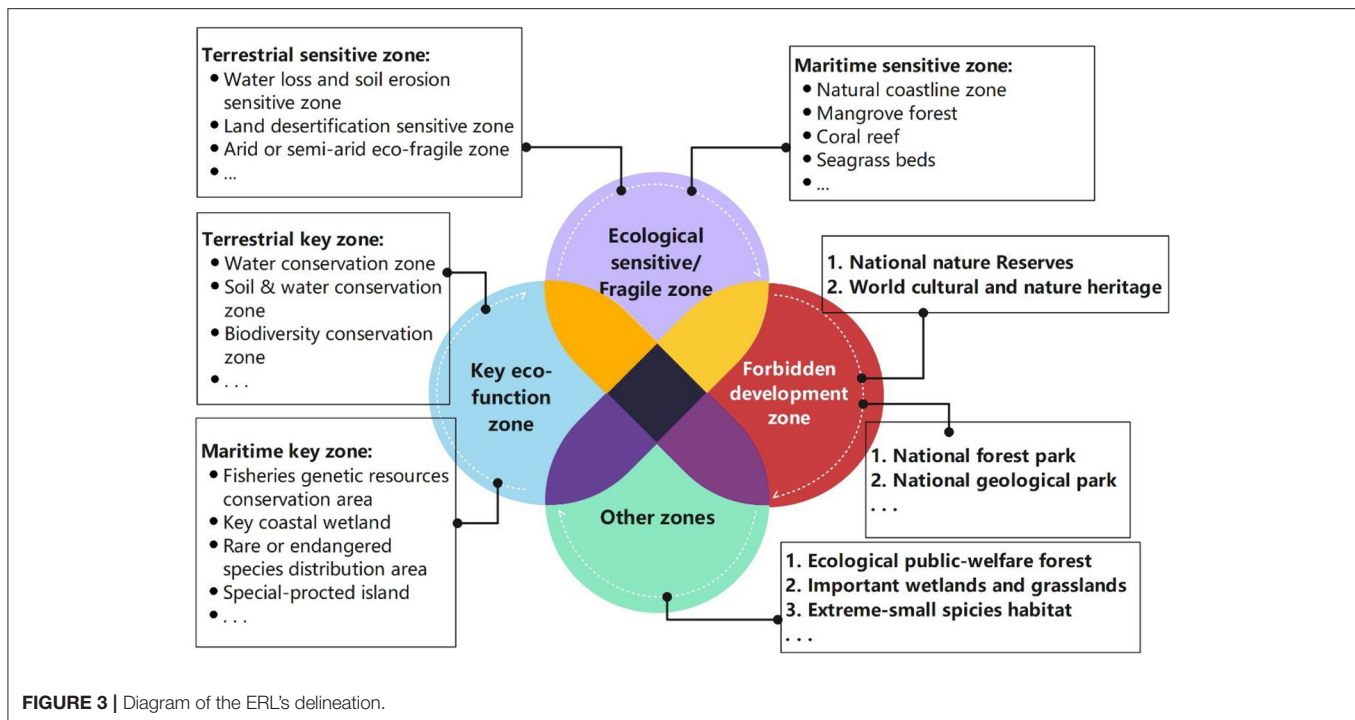 Terrestrial sensitive zone:
● Water loss and soil erosion
sensitive zone
● Land desertification sensitive zone
● Arid or semi-arid eco-fragile zone
● ...
Maritime sensitive zone:
● Natural coastline zone
● Mangrove forest
● Coral reef
● Seagrass beds
● ...
Terrestrial key zone:
● Water conservation zone
● Soil & water conservation
zone
● Biodiversity conservation
zone
● . . .
Maritime key zone:
● Fisheries genetic resources
conservation area
● Key coastal wetland
● Rare or endangered
species distribution area
● Special-procted island
● . . .
Ecological
sensitive/
Fragile zone
Key eco-
function
zone
Forbidden
development
zone
Other zones
1. National nature Reserves
2. World cultural and nature heritage
1. National forest park
2. National geological park
. . .
1. Ecological public-welfare forest
2. Important wetlands and grasslands
3. Extreme-small spicies habitat
. . .
FIGURE 3 | Diagram of the ERL's delineation.